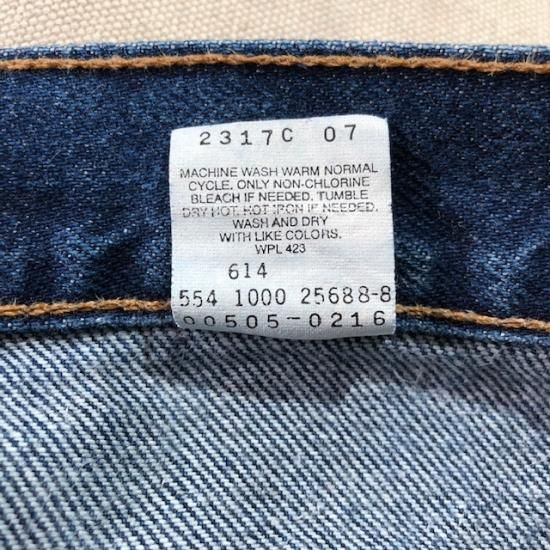 2317C 07
MACHINE WASH WARM NORMAL
CYCLE. ONLY NON-CHLORINE
BLEACH IF NEEDED. TUMBLE
DRY HOT. HOT IRON IF NEEDED.
WASH AND DRY
WITH LIKE COLORS.
WPL 423
614
554 1000 25688-8
00505-0216